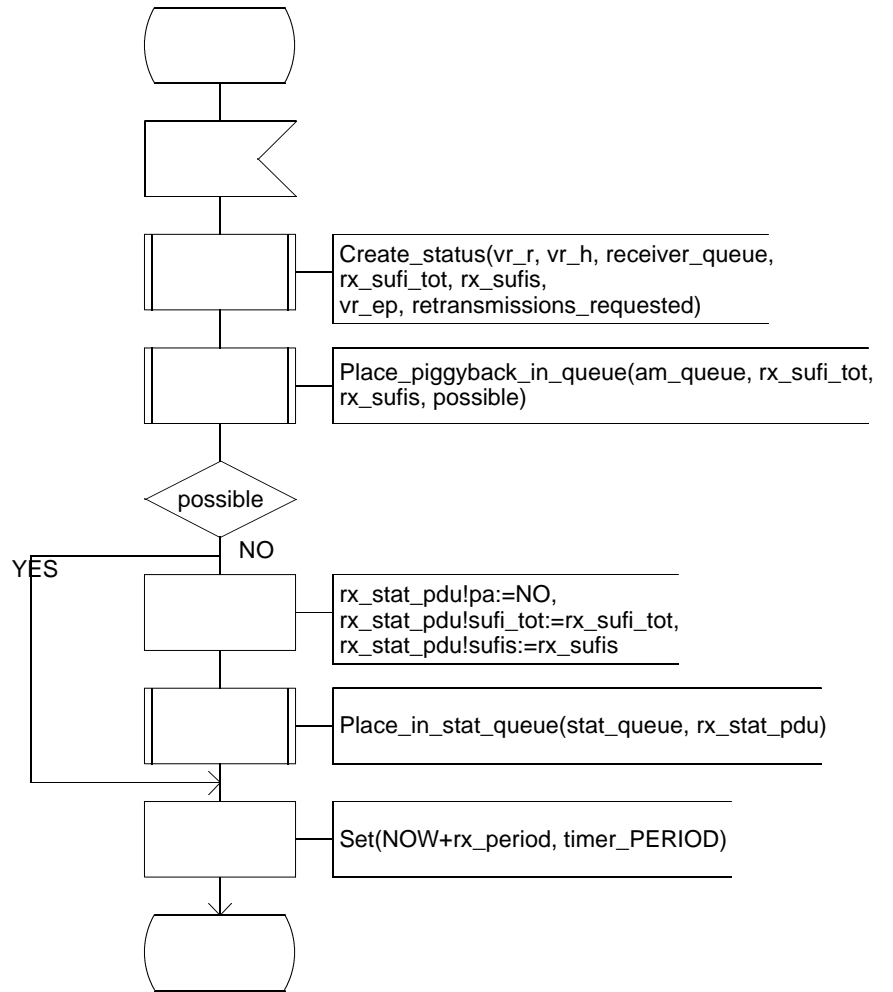 Create_status(vr_r, vr_h, receiver_queue,
rx_sufi_tot, rx_sufis,
vr_ep, retransmissions_requested)
Place_piggyback_in_queue(am_queue, rx_sufi_tot,
rx_sufis, possible)
possible
NO
YES
rx_stat_pdu!pa:=NO,
rx_stat_pdu!sufi_tot:=rx_sufi_tot,
rx_stat_pdu!sufis:=rx_sufis
Place_in_stat_queue(stat_queue, rx_stat_pdu)
Set(NOW+rx_period, timer_PERIOD)